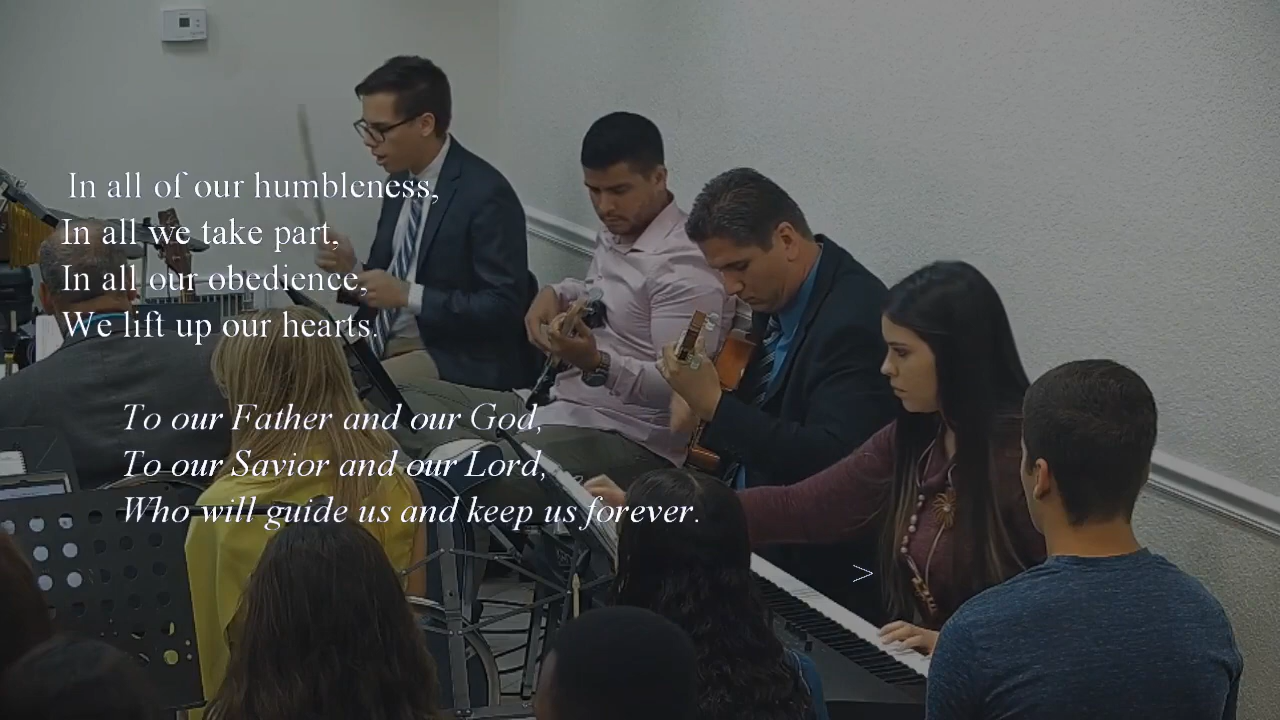 In all of our humbleness,
In all we take part,
In all our obedience,
We lift up our hearts.
To our Father and our God,
To our Savior and our Lord,
Who will guide us and keep us forever.
>